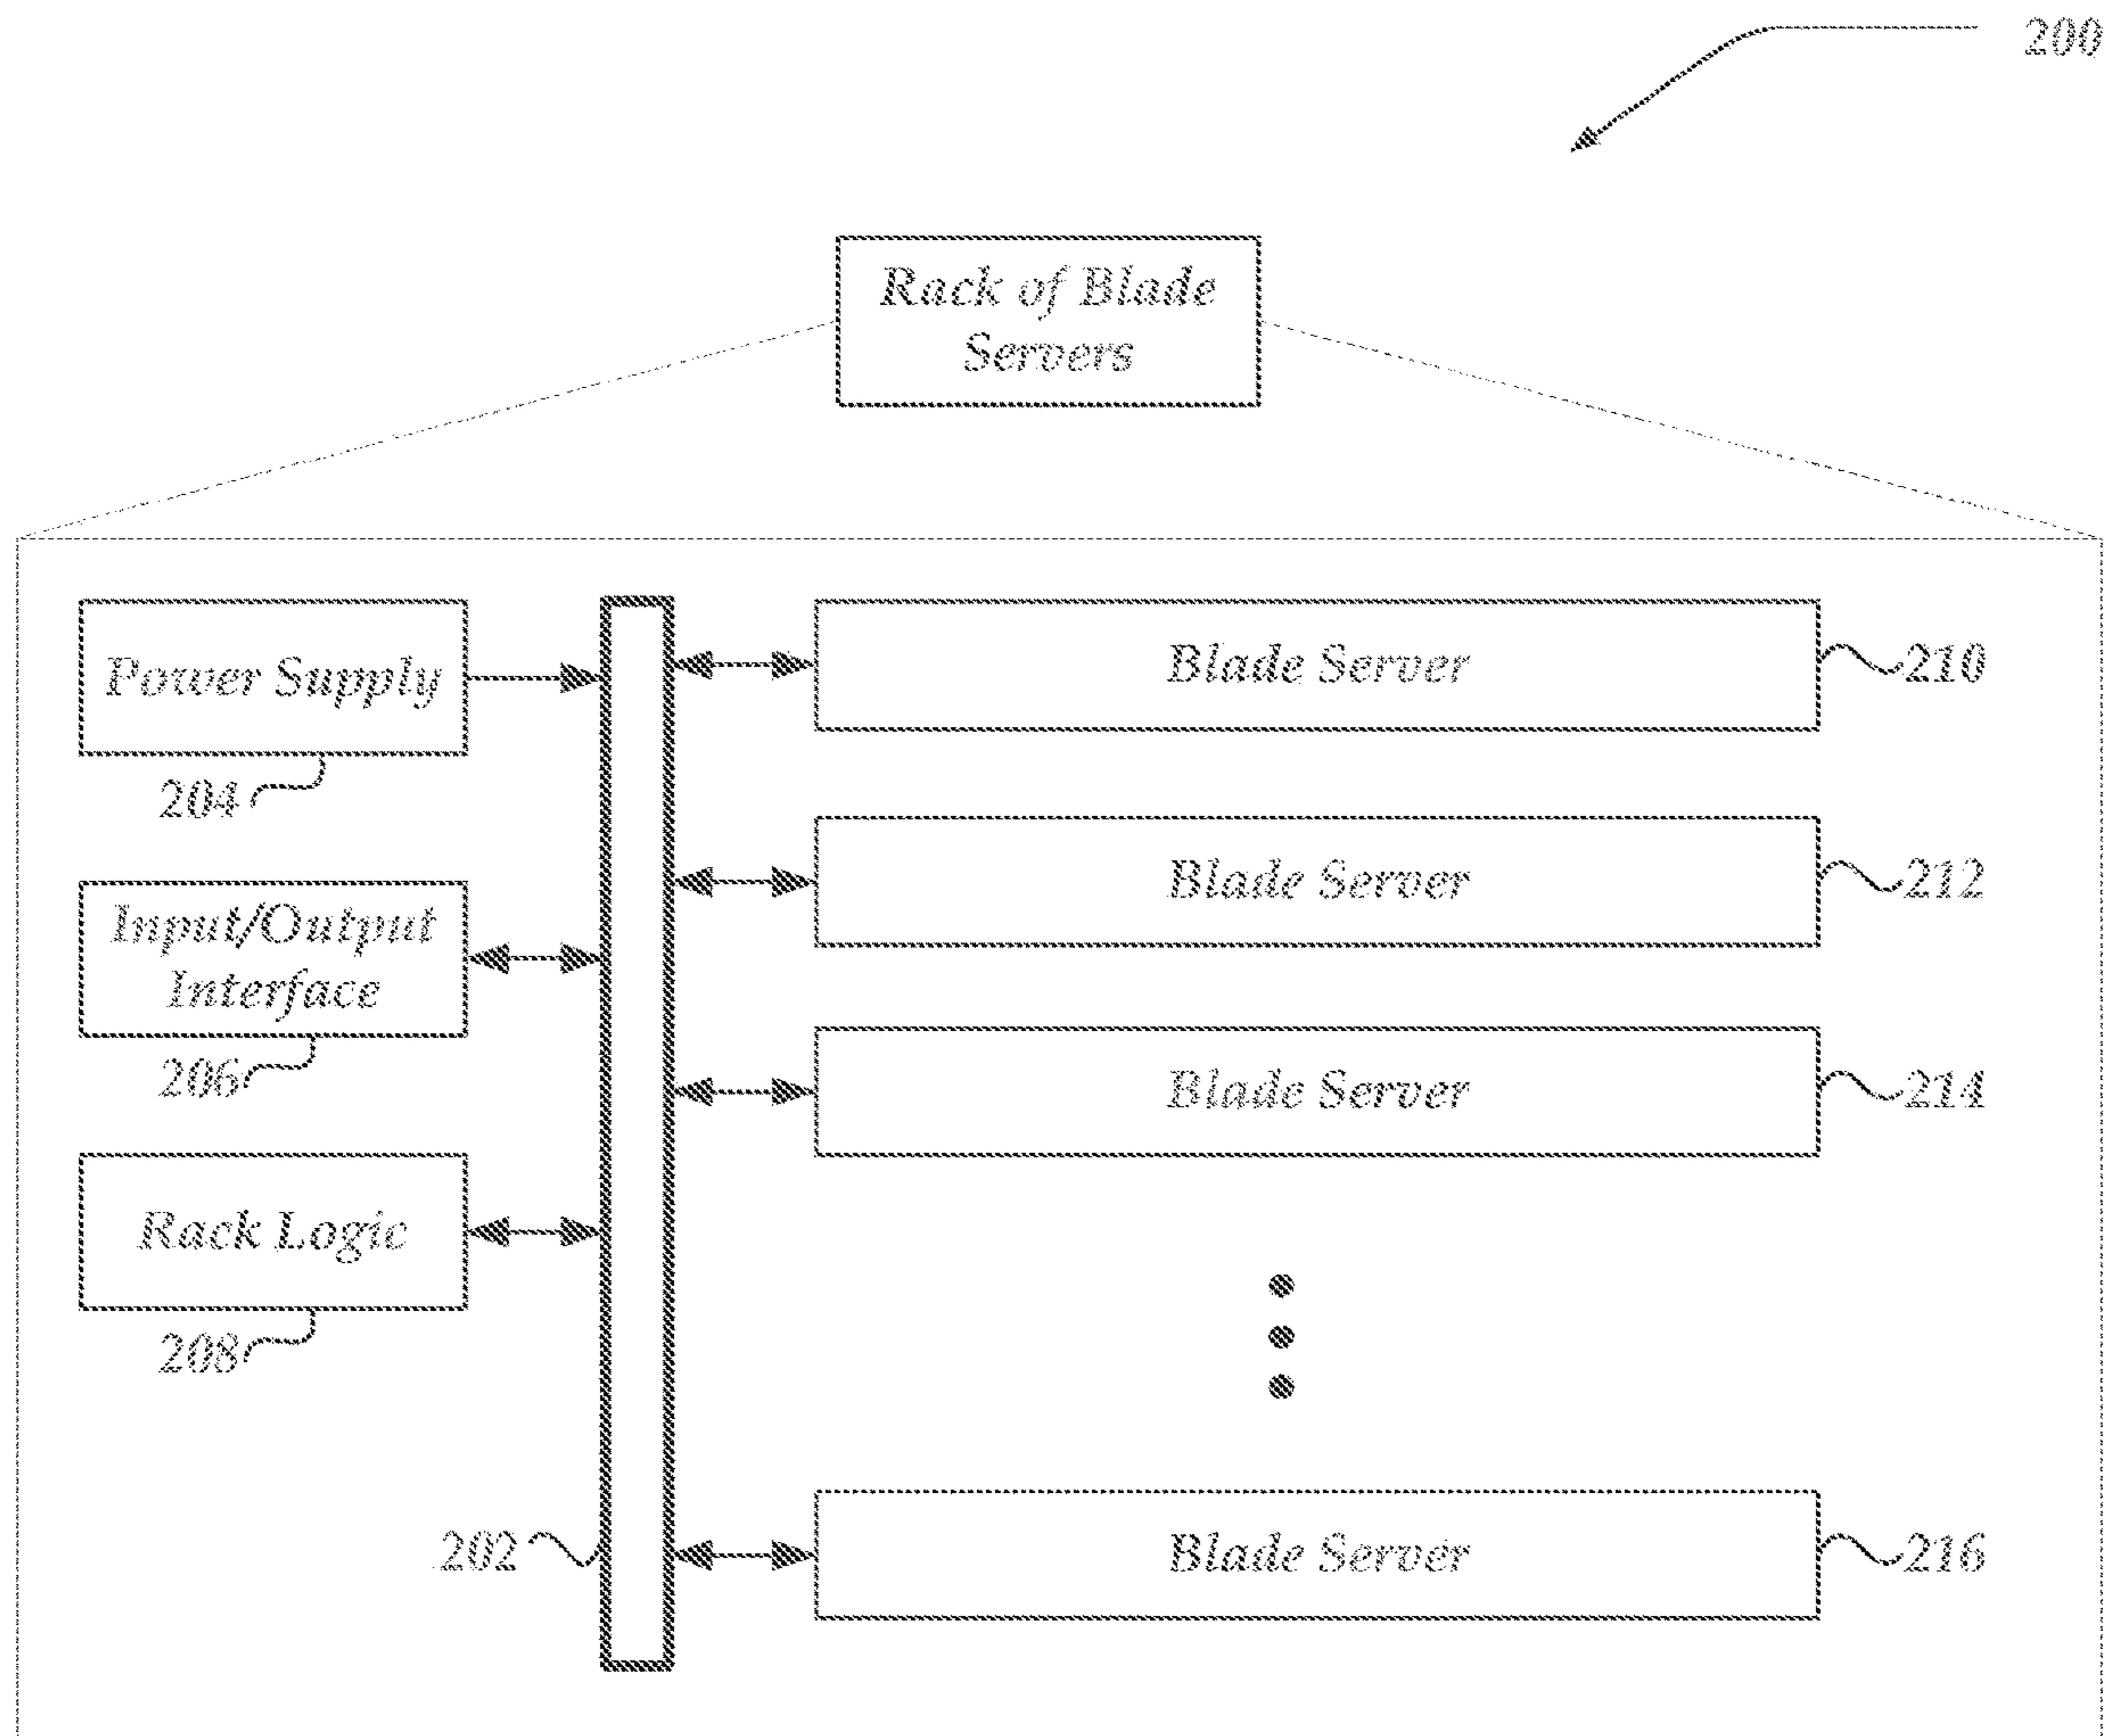 200
Rack of Blade
Servers
Power Supply
204
Input/Output
Interface
206
Rack Logic
208
202
Blade Server
210
Blade Server
212
Blade Server
214
Blade Server
216